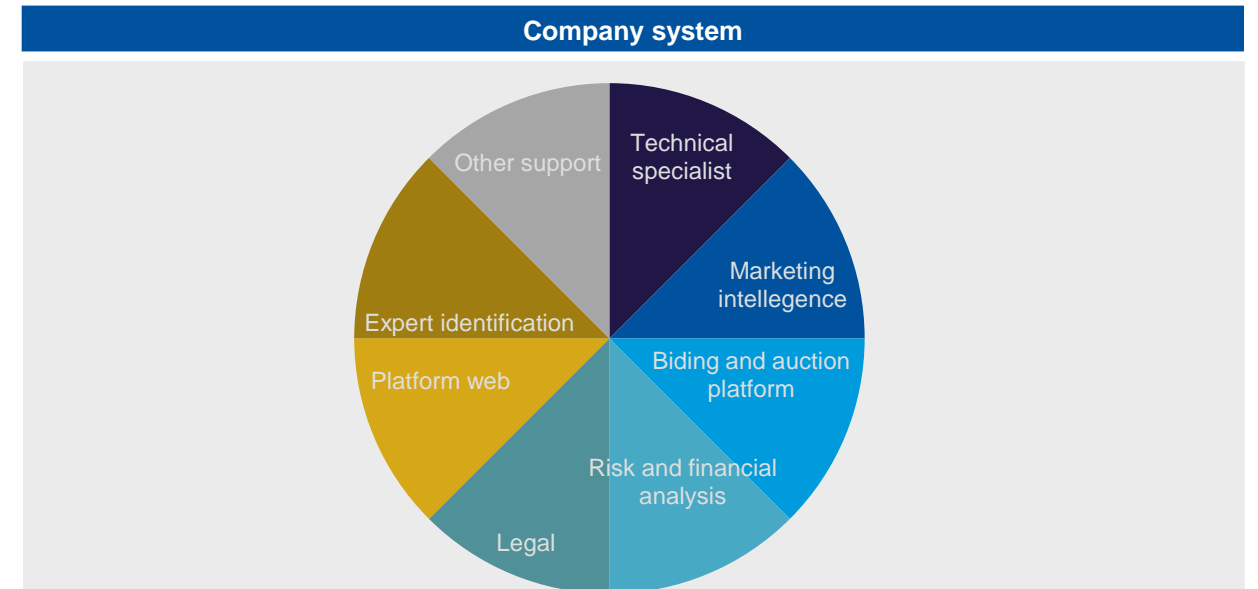 Company system
Technical
specialist
Marketing
intellegence
Biding and auction
platform
Risk and financial
analysis
Legal
Platform web
Expert identification
Other support